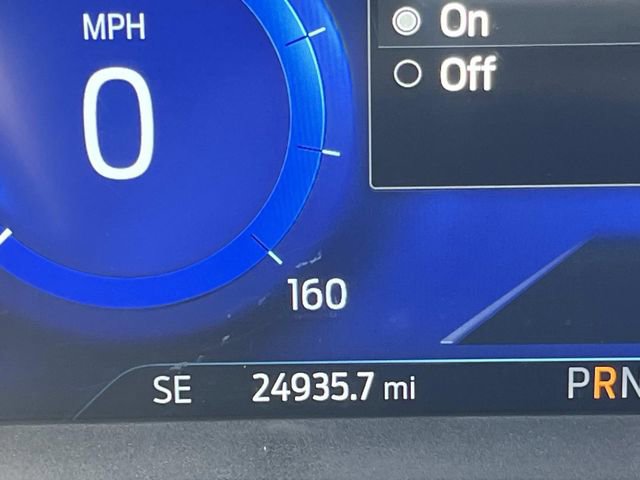 MPH
0
On
Off
160
SE 24935.7 mi PRN